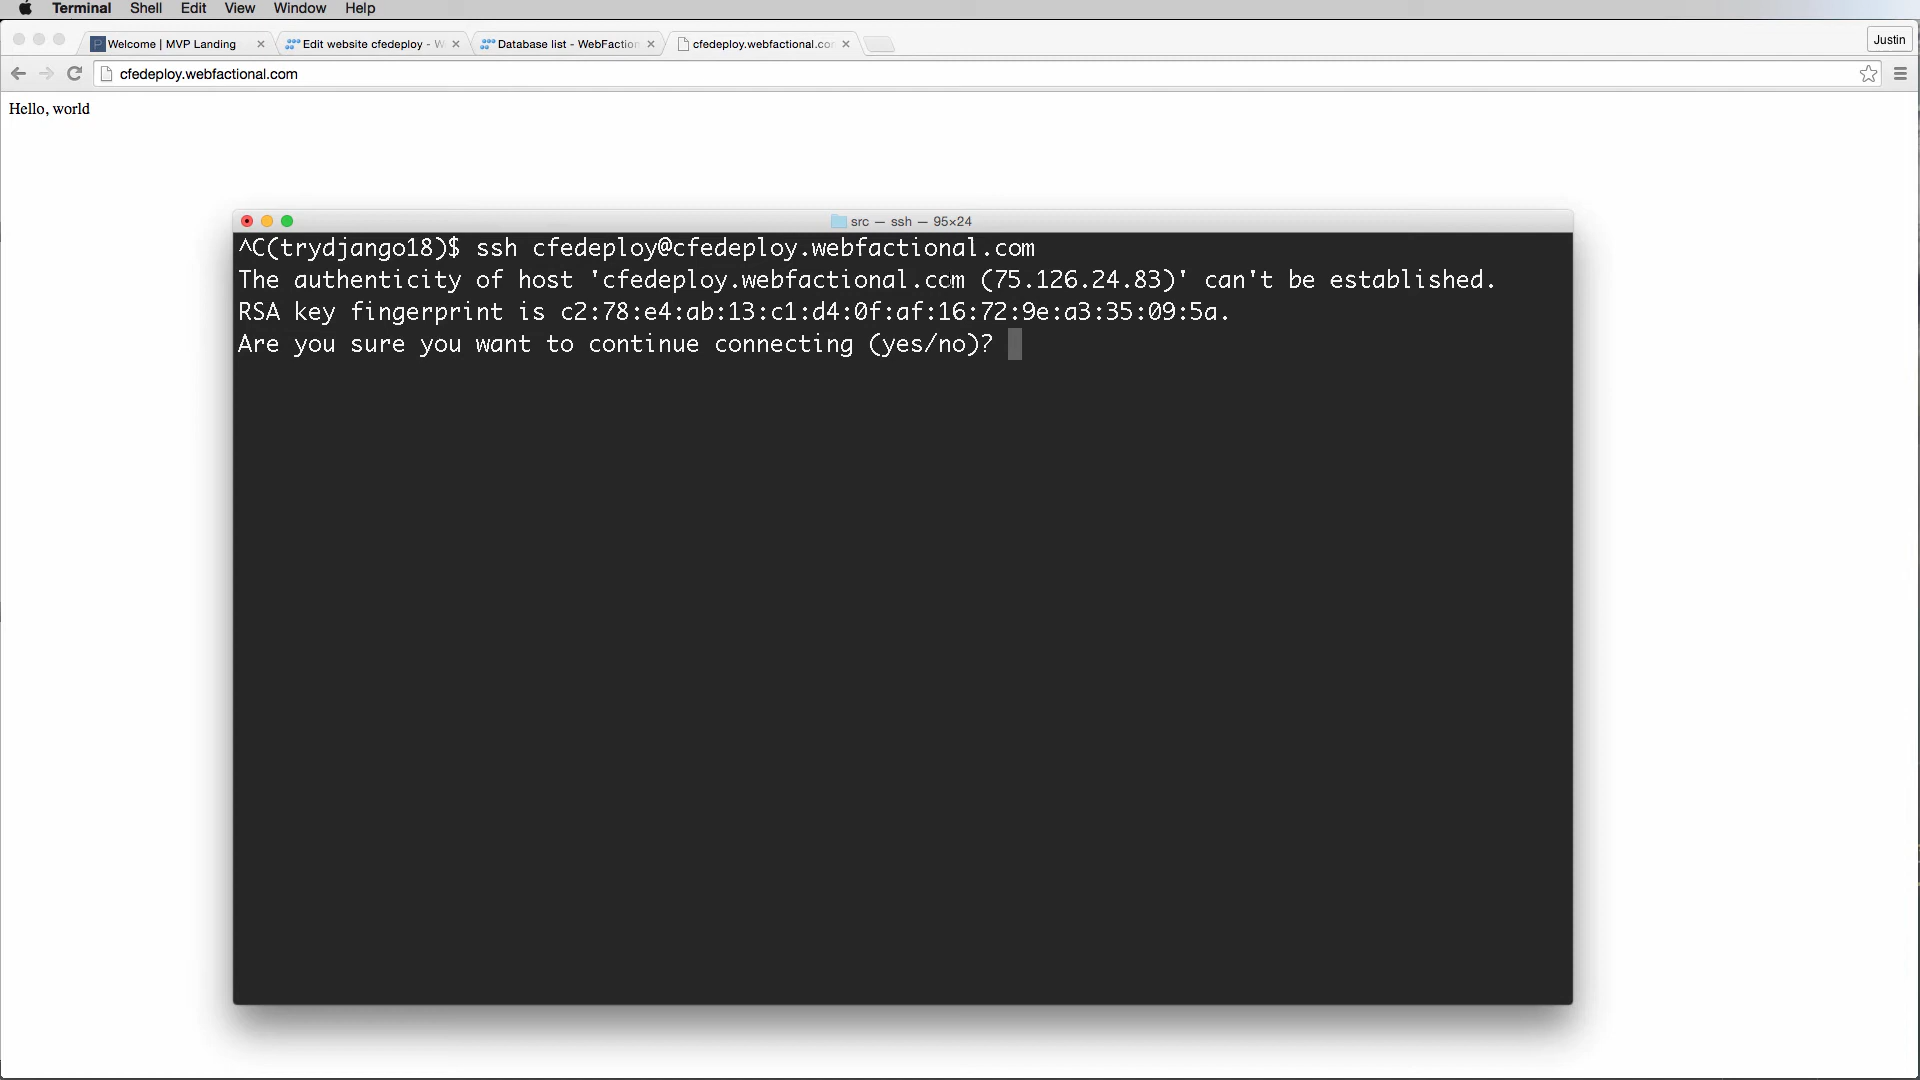 Terminal Shell Edit View Window Help
Welcome | MVP Landing
Edit website cfedeploy - W
Database list - WebFaction
cfedeploy.webfactional.com
Justin
cfedeploy.webfactional.com
Hello, world
src — ssh — 95×24
^C(trydjango18)$ ssh cfedeploy@cfedeploy.webfactional.com
The authenticity of host 'cfedeploy.webfactional.com (75.126.24.83)' can't be established.
RSA key fingerprint is c2:78:e4:ab:13:c1:d4:0f:af:16:72:9e:a3:35:09:5a.
Are you sure you want to continue connecting (yes/no)?